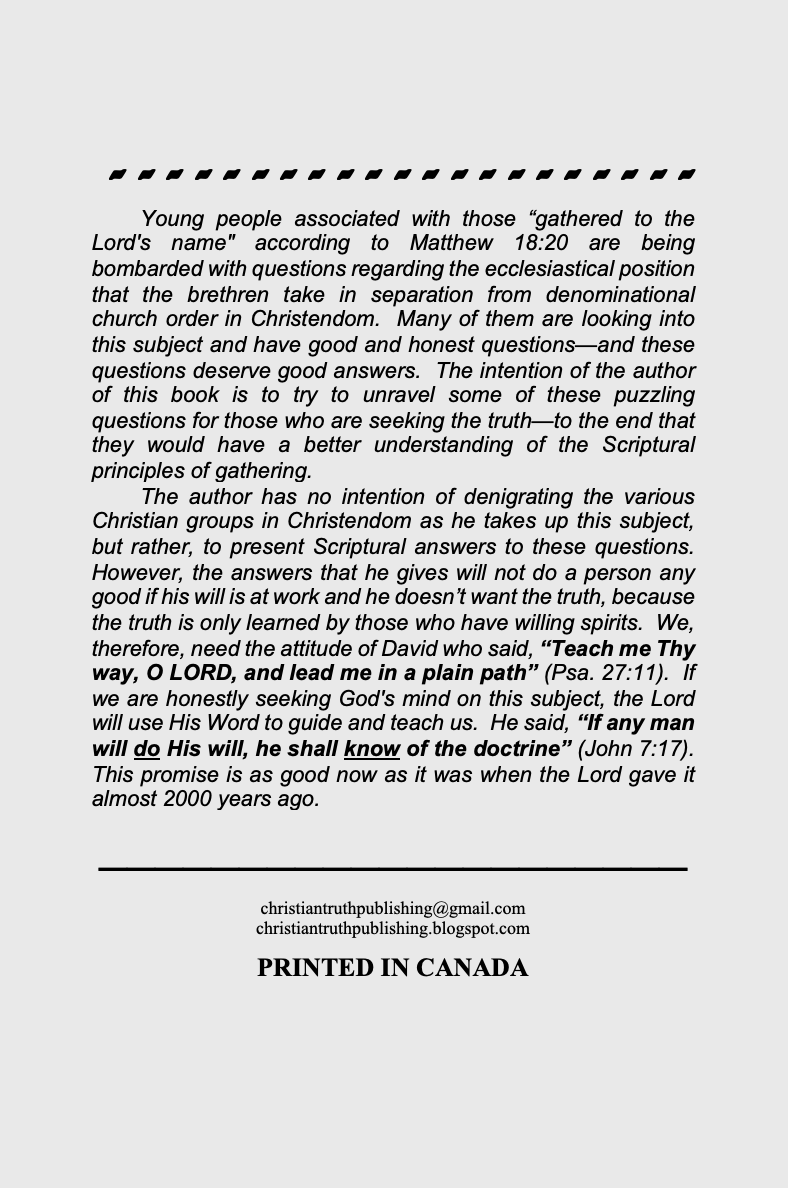 Young people associated with those “gathered to the
Lord's name" according to Matthew 18:20 are being
bombarded with questions regarding the ecclesiastical position
that the brethren take in separation from denominational
church order in Christendom.  Many of them are looking into
this subject and have good and honest questions—and these
questions deserve good answers.  The intention of the author
of this book is to try to unravel some of these puzzling
questions for those who are seeking the truth—to the end that
they would have a better understanding of the Scriptural
principles of gathering.
The author has no intention of denigrating the various
Christian groups in Christendom as he takes up this subject,
but rather, to present Scriptural answers to these questions.
However, the answers that he gives will not do a person any
good if his will is at work and he doesn’t want the truth, because
the truth is only learned by those who have willing spirits.  We,
therefore, need the attitude of David who said, “Teach me Thy
way, O LORD, and lead me in a plain path” (Psa. 27:11).  If
we are honestly seeking God's mind on this subject, the Lord
will use His Word to guide and teach us.  He said, “If any man
will do His will, he shall know of the doctrine” (John 7:17).
This promise is as good now as it was when the Lord gave it
almost 2000 years ago.
christiantruthpublishing@gmail.com
christiantruthpublishing.blogspot.com
PRINTED IN CANADA